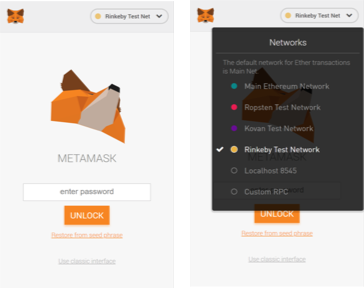 Rinkeby Test Net
METAMASK
enter password
UNLOCK
Restore from seed phrase
Use classic interface
Rinkeby Test Net
Networks
The default network for Ether transactions
is Main Net.
Main Ethereum Network
Ropsten Test Network
Kovan Test Network
Rinkeby Test Network
Localhost 8545
Custom RPC
UNLOCK
Restore from seed phrase
Use classic interface